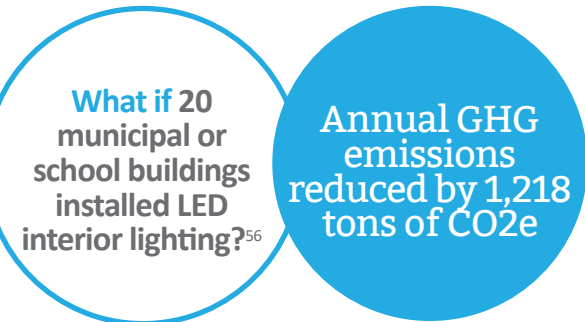 What if 20
municipal or
school buildings
installed LED
interior lighting?56
Annual GHG
emissions
reduced by 1,218
tons of CO2e